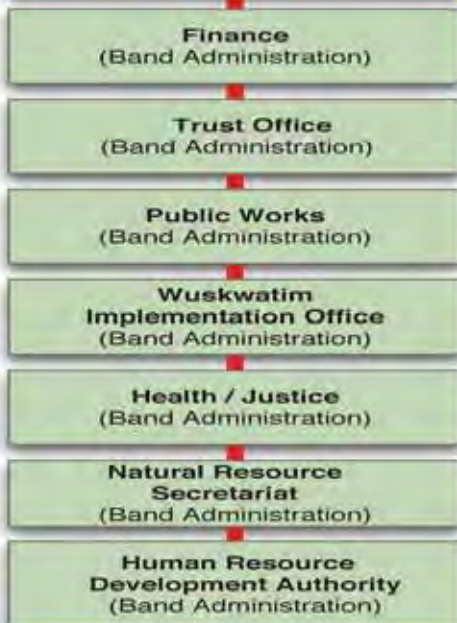 Finance
(Band Administration)
Trust Office
(Band Administration)
Public Works
(Band Administration)
Wuskwatim
Implementation Office
(Band Administration)
Health / Justice
(Band Administration)
Natural Resource
Secretariat
(Band Administration)
Human Resource
Development Authority
(Band Administration)